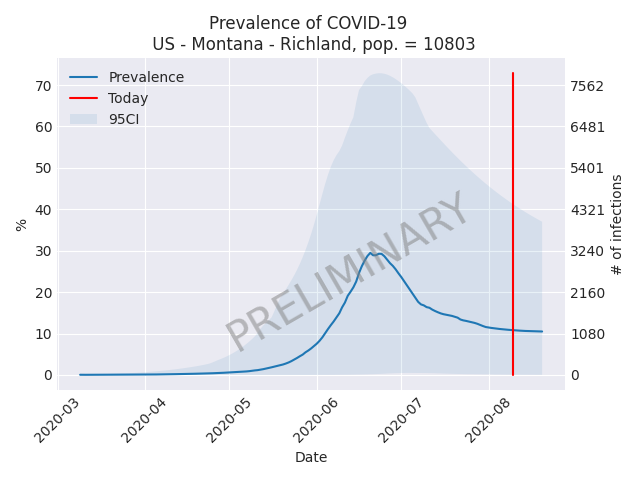 Prevalence of COVID-19
US - Montana - Richland, pop. = 10803
Prevalence
Today
95CI
PRELIMINARY
%
70
60
50
40
30
20
10
0
7562
6481
5401
4321
3240
2160
1080
0
# of infections
2020-03
2020-04
2020-05
2020-06
2020-07
2020-08
Date